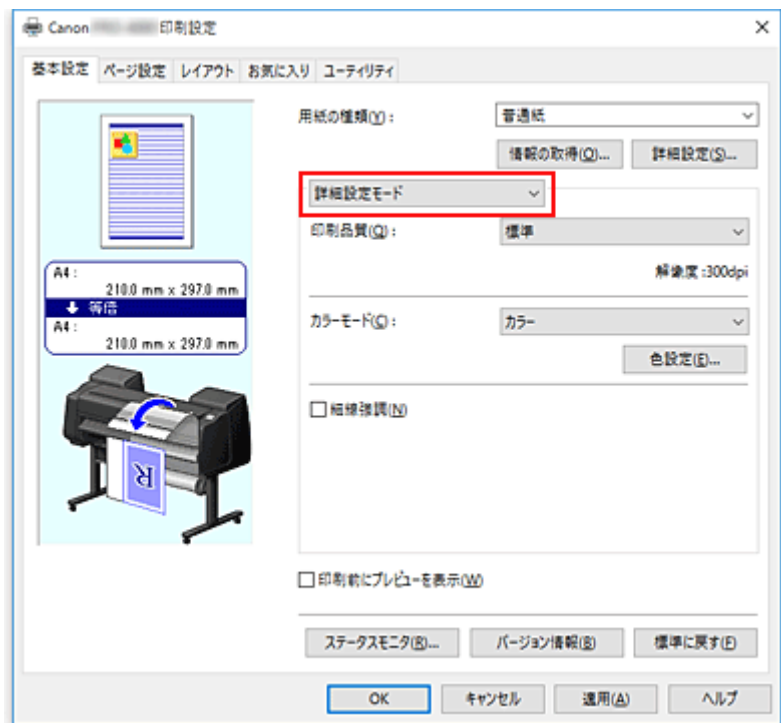 Canon 印刷設定
基本設定 ページ設定 レイアウト お気に入り ユーティリティ
用紙の種類(Y): 普通紙
情報の取得(O)... 詳細設定(S)...
詳細設定モード
印刷品質(Q): 標準
解像度:300dpi
カラーモード(C): カラー
色設定(E)...
細線強調(N)
A4:
210.0 mm x 297.0 mm
等倍
A4:
210.0 mm x 297.0 mm
R
印刷前にプレビューを表示(W)
ステータスモニタ(R)... バージョン情報(B) 標準に戻す(F)
OK キャンセル 適用(A) ヘルプ